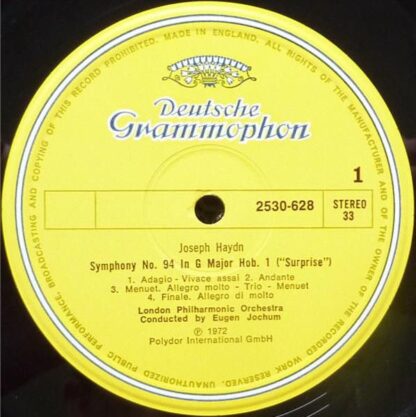 BROADCASTING AND COPYING OF THIS RECORD PROHIBITED. MADE IN ENGLAND. ALL RIGHTS OF THE MANUFACTURER AND OF THE OWNER OF THE RECORDED WORK RESERVED. UNAUTHORIZED PUBLIC PERFORMANCE,
Deutsche
Grammophon
1
2530-628
STEREO
33
Joseph Haydn
Symphony No. 94 In G Major Hob. 1 ("Surprise")
1. Adagio - Vivace assai 2. Andante
3. Menuet. Allegro molto - Trio - Menuet
4. Finale. Allegro di molto
London Philharmonic Orchestra
Conducted by Eugen Jochum
℗ 1972
Polydor International GmbH